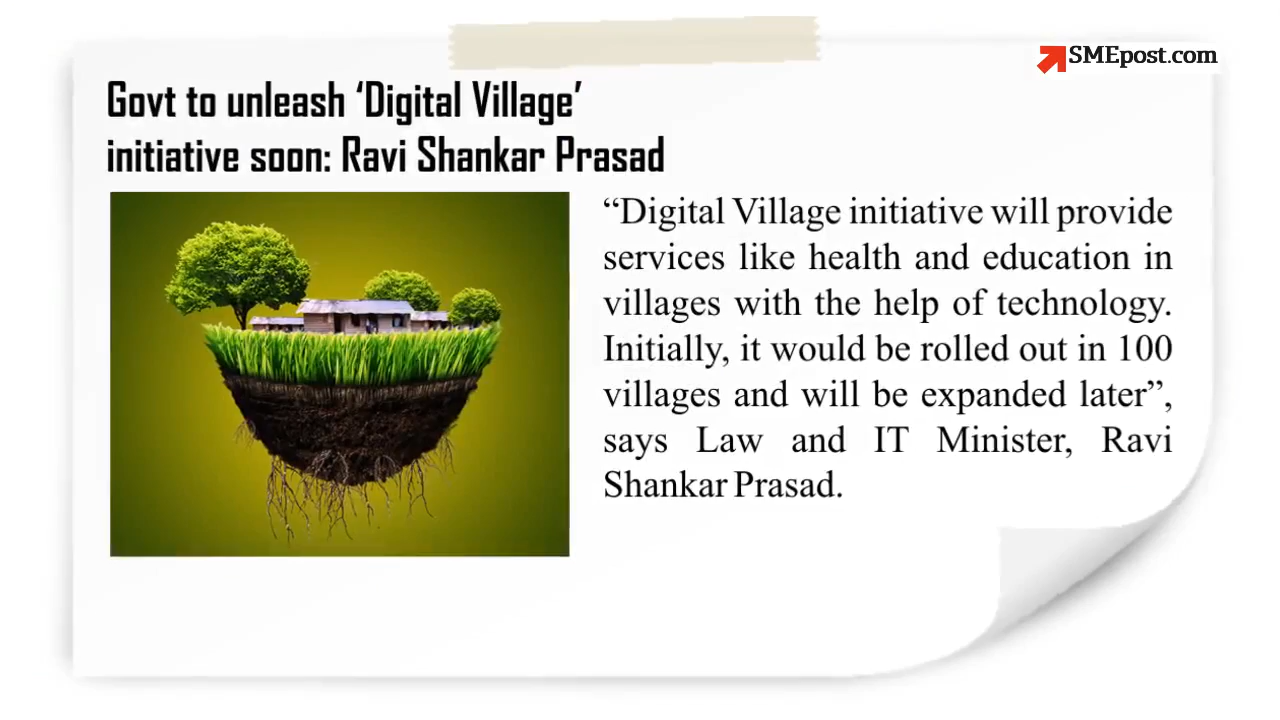 SMEpost.com
Govt to unleash ‘Digital Village’
initiative soon: Ravi Shankar Prasad
“Digital Village initiative will provide
services like health and education in
villages with the help of technology.
Initially, it would be rolled out in 100
villages and will be expanded later”,
says Law and IT Minister, Ravi
Shankar Prasad.